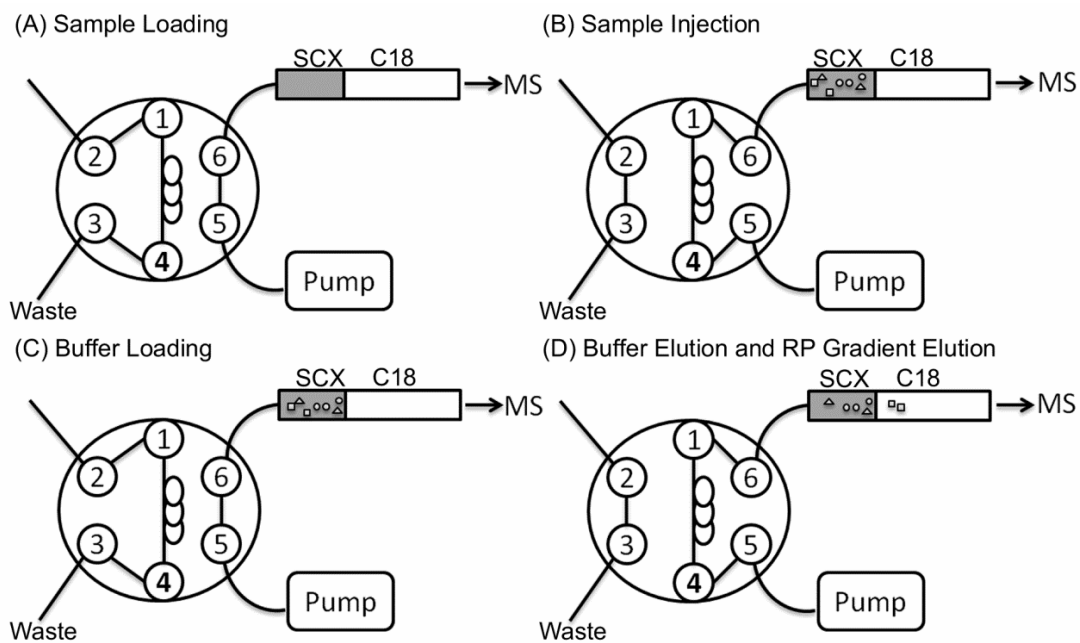 (A) Sample Loading
SCX C18
MS
1
2
6
3
5
4
Pump
Waste
(B) Sample Injection
SCX C18
MS
1
2
6
3
5
4
Pump
Waste
(C) Buffer Loading
SCX C18
MS
1
2
6
3
5
4
Pump
Waste
(D) Buffer Elution and RP Gradient Elution
SCX C18
MS
1
2
6
3
5
4
Pump
Waste